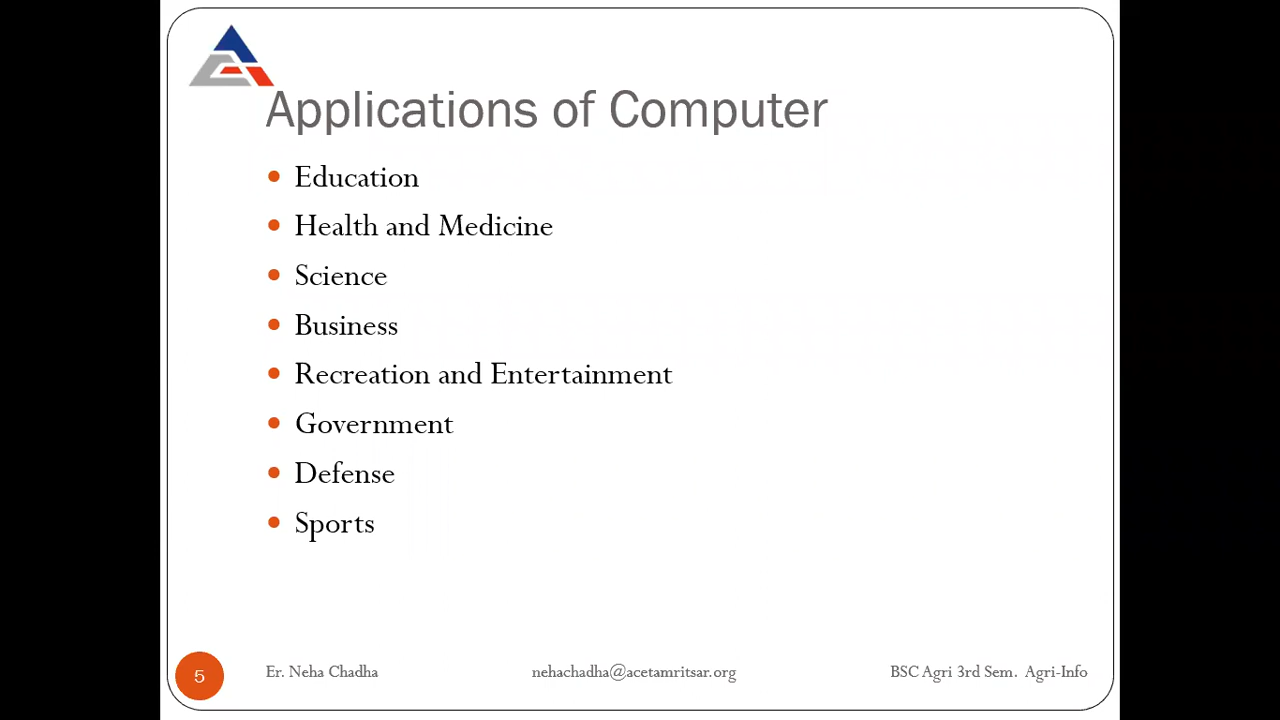 Applications of Computer
Education
Health and Medicine
Science
Business
Recreation and Entertainment
Government
Defense
Sports
5
Er. Neha Chadha
nehachadha@acetamritsar.org
BSC Agri 3rd Sem. Agri-Info